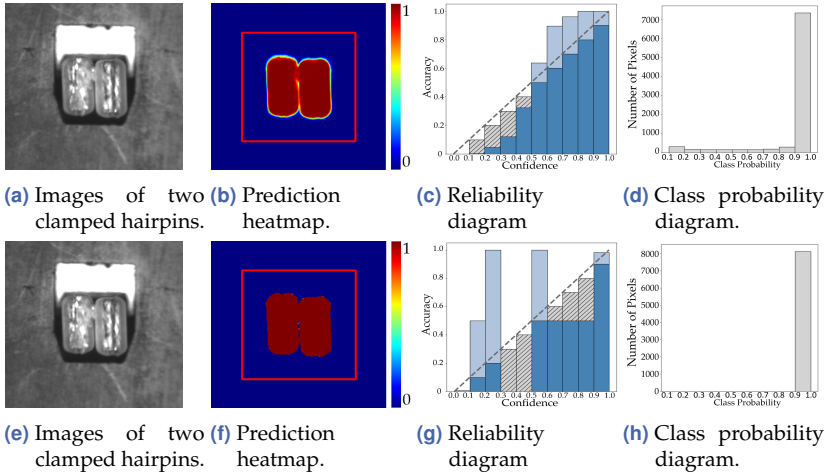 1
0
1.0
0.8
0.6
0.4
0.2
0
Accuracy
0.0 0.1 0.2 0.3 0.4 0.5 0.6 0.7 0.8 0.9 1.0
Confidence
7000
6000
5000
4000
3000
2000
1000
0
Number of Pixels
0.1 0.2 0.3 0.4 0.5 0.6 0.7 0.8 0.9 1.0
Class Probability
(a) Images of two
clamped hairpins.
(b) Prediction
heatmap.
(c) Reliability
diagram
(d) Class probability
diagram.
1
0
1.0
0.8
0.6
0.4
0.2
0
Accuracy
0.0 0.1 0.2 0.3 0.4 0.5 0.6 0.7 0.8 0.9 1.0
Confidence
8000
7000
6000
5000
4000
3000
2000
1000
0
Number of Pixels
0.1 0.2 0.3 0.4 0.5 0.6 0.7 0.8 0.9 1.0
Class Probability
(e) Images of two
clamped hairpins.
(f) Prediction
heatmap.
(g) Reliability
diagram
(h) Class probability
diagram.